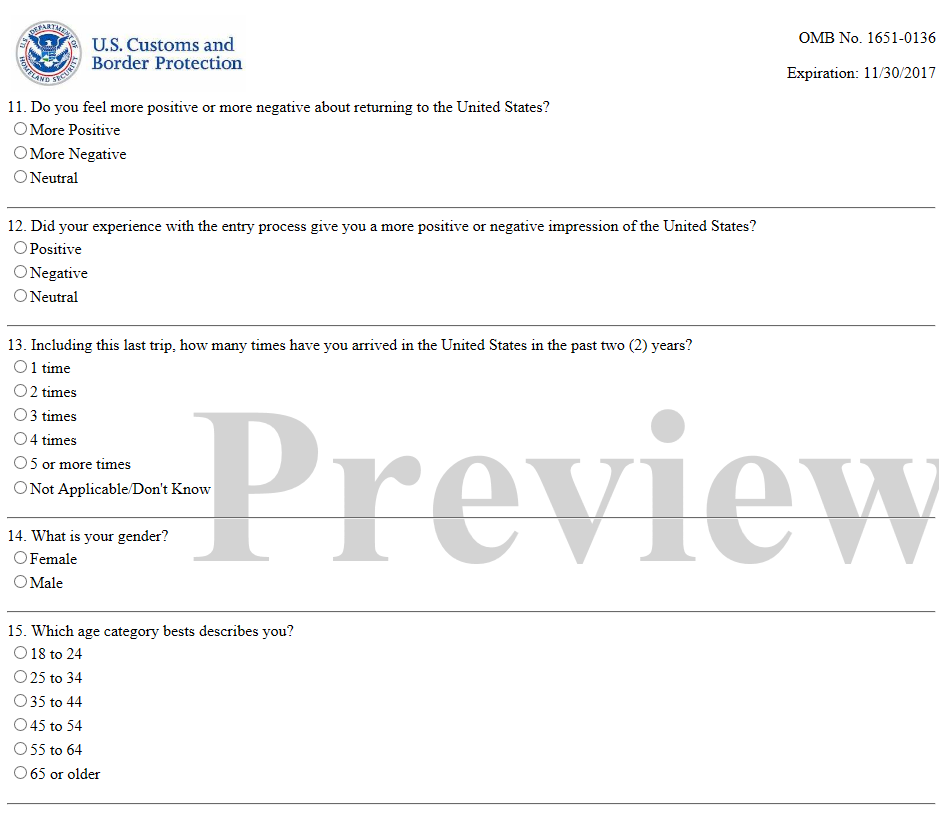 U.S. DEPARTMENT OF HOMELAND SECURITY
U.S. Customs and
Border Protection
OMB No. 1651-0136
Expiration: 11/30/2017
11. Do you feel more positive or more negative about returning to the United States?
More Positive
More Negative
Neutral
12. Did your experience with the entry process give you a more positive or negative impression of the United States?
Positive
Negative
Neutral
13. Including this last trip, how many times have you arrived in the United States in the past two (2) years?
1 time
2 times
3 times
4 times
5 or more times
Not Applicable/Don't Know
Preview
14. What is your gender?
Female
Male
15. Which age category bests describes you?
18 to 24
25 to 34
35 to 44
45 to 54
55 to 64
65 or older